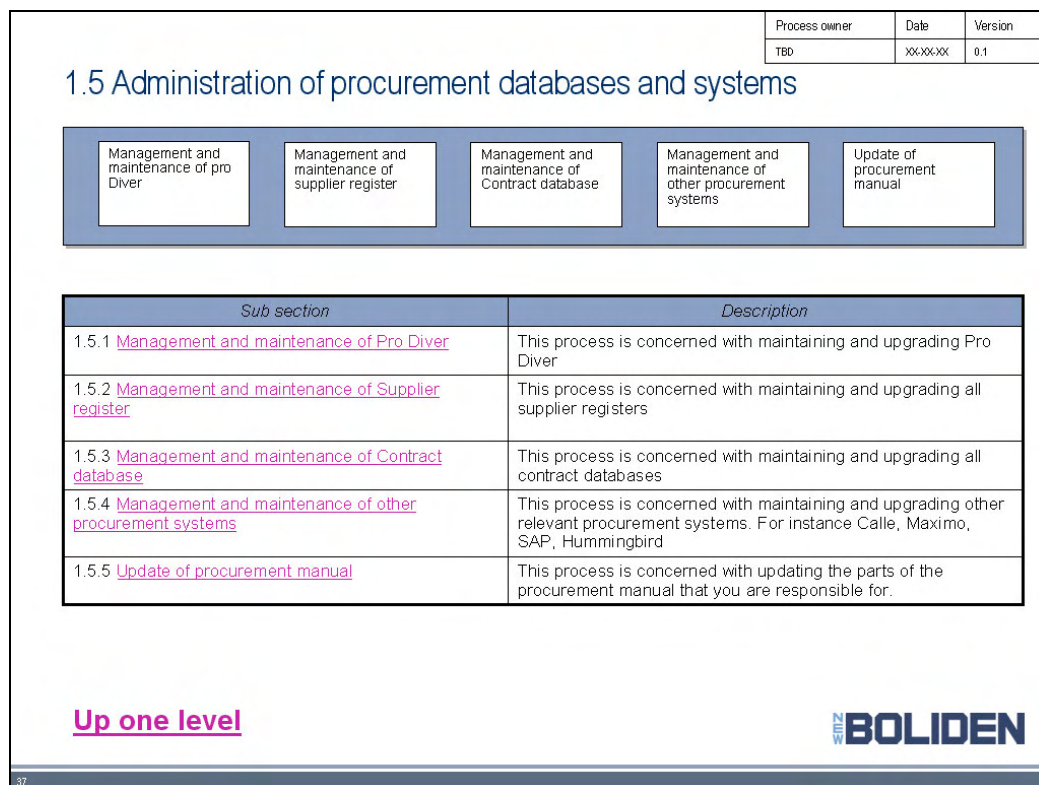 Process owner Date Version
TBD XX-XX-XX 0.1
1.5 Administration of procurement databases and systems
Management and
maintenance of pro
Diver
Management and
maintenance of
supplier register
Management and
maintenance of
Contract database
Management and
maintenance of
other procurement
systems
Update of
procurement
manual
Sub section Description
1.5.1 Management and maintenance of Pro Diver
This process is concerned with maintaining and upgrading Pro
Diver
1.5.2 Management and maintenance of Supplier
register
This process is concerned with maintaining and upgrading all
supplier registers
1.5.3 Management and maintenance of Contract
database
This process is concerned with maintaining and upgrading all
contract databases
1.5.4 Management and maintenance of other
procurement systems
This process is concerned with maintaining and upgrading other
relevant procurement systems. For instance Calle, Maximo,
SAP, Hummingbird
1.5.5 Update of procurement manual
This process is concerned with updating the parts of the
procurement manual that you are responsible for.
Up one level
NEW BOLIDEN
37